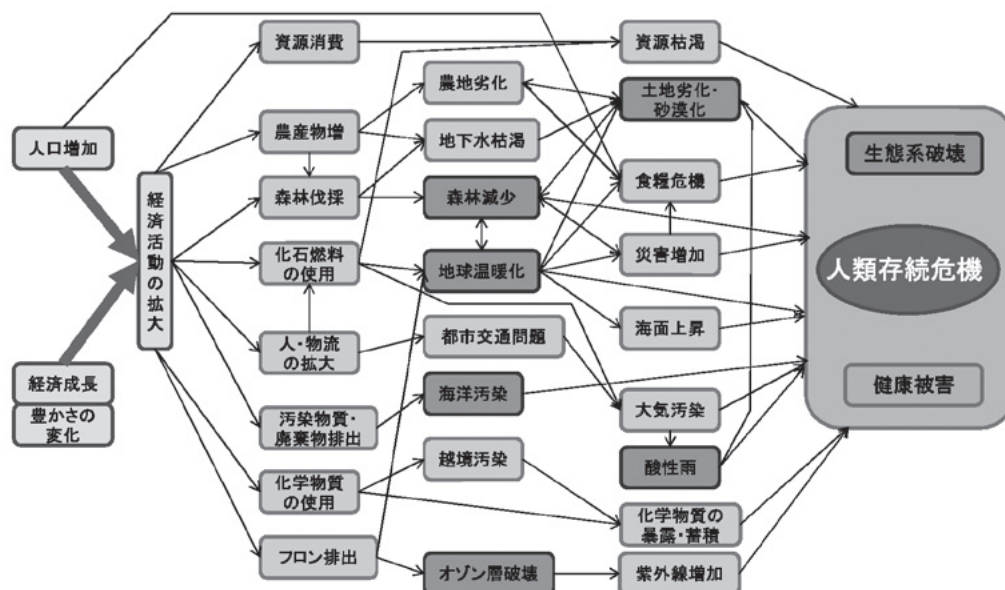 人口増加
経済成長
豊かさの
変化
経済活動の拡大
資源消費
農産物増
森林伐採
化石燃料
の使用
人・物流
の拡大
汚染物質・
廃棄物排出
化学物質
の使用
フロン排出
農地劣化
地下水枯渇
森林減少
地球温暖化
都市交通問題
海洋汚染
越境汚染
オゾン層破壊
資源枯渇
土地劣化・
砂漠化
食糧危機
災害増加
海面上昇
大気汚染
酸性雨
化学物質の
暴露・蓄積
紫外線増加
生態系破壊
人類存続危機
健康被害